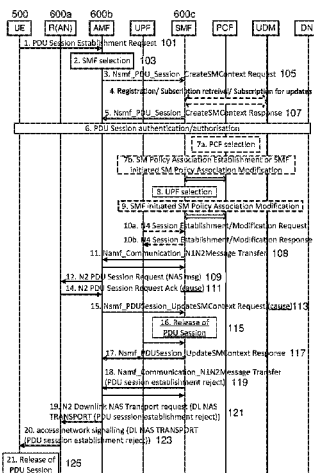 500 600a 600b 600c
UE R(AN) AMF UPF SMF PCF UDM DN
1. PDU Session Establishment Request 101
2. SMF selection 103
3. Nsmf_PDU_Session_CreateSMContext Request 105
4 Registration/ Subscription retreival/ Subscription for updates
5. Nsmf_PDU_Session_CreateSMContext Response 107
6. PDU Session authentication/authorisation
7a. PCF selection
7b. SM Policy Association Establishment or SMF
initiated SM Policy Association Modification
8. UPF selection
9. SMF initiated SM Policy Association Modification
10a. N4 Session Establishment/Modification Request
10b. N4 Session Establishment/Modification Response
11. Namf_Communication_N1N2Message Transfer 108
12. N2 PDU Session Request (NAS msg) 109
14. N2 PDU Session Request Ack (cause) 111
15. Nsmf_PDUSession_UpdateSMContext Request (cause) 113
16. Release of
PDU Session 115
17. Nsmf_PDUSession_UpdateSMContext Response 117
18. Namf_Communication_N1N2Message Transfer
(PDU session establishment reject) 119
19. N2 Downlink NAS Transport request (DL NAS
TRANSPORT (PDU sesssion establishment reject)) 121
20. access network signalling (DL NAS TRANSPORT
(PDU session establishment reject)) 123
21. Release of
PDU Session 125